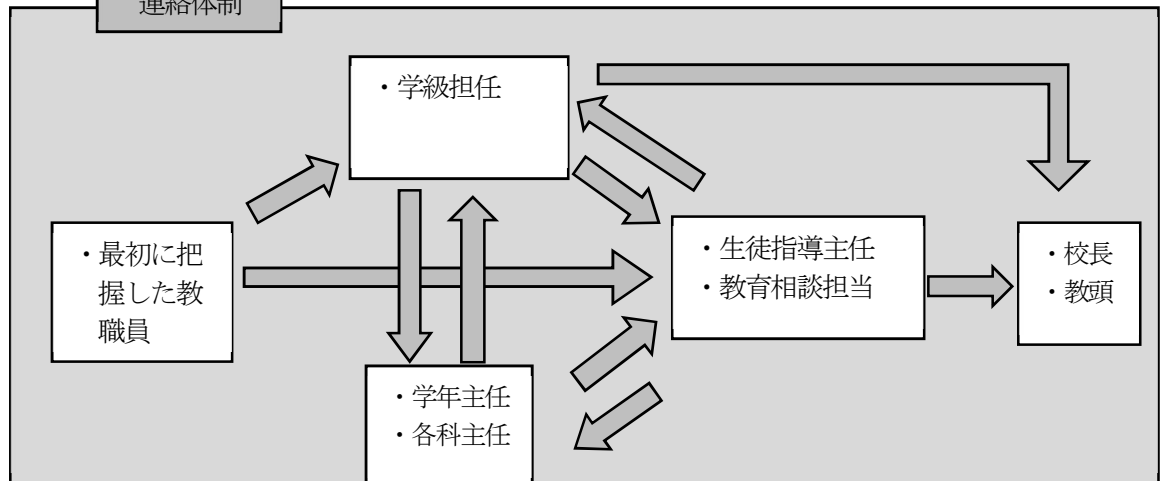 連絡体制
・学級担任
・最初に把
握した教
職員
・生徒指導主任
・教育相談担当
・校長
・教頭
・学年主任
・各科主任